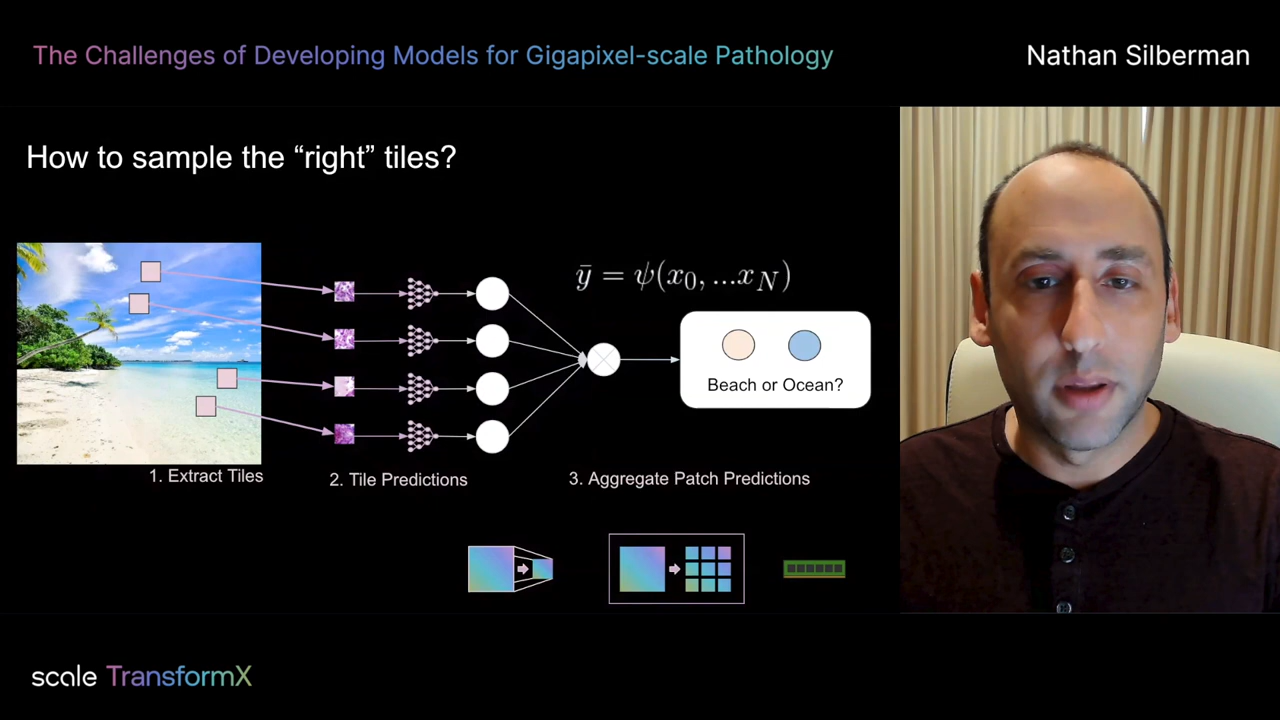 The Challenges of Developing Models for Gigapixel-scale Pathology
Nathan Silberman
How to sample the “right” tiles?
ȳ = ψ(x₀, ...x_N)
Beach or Ocean?
1. Extract Tiles
2. Tile Predictions
3. Aggregate Patch Predictions
scale TransformX